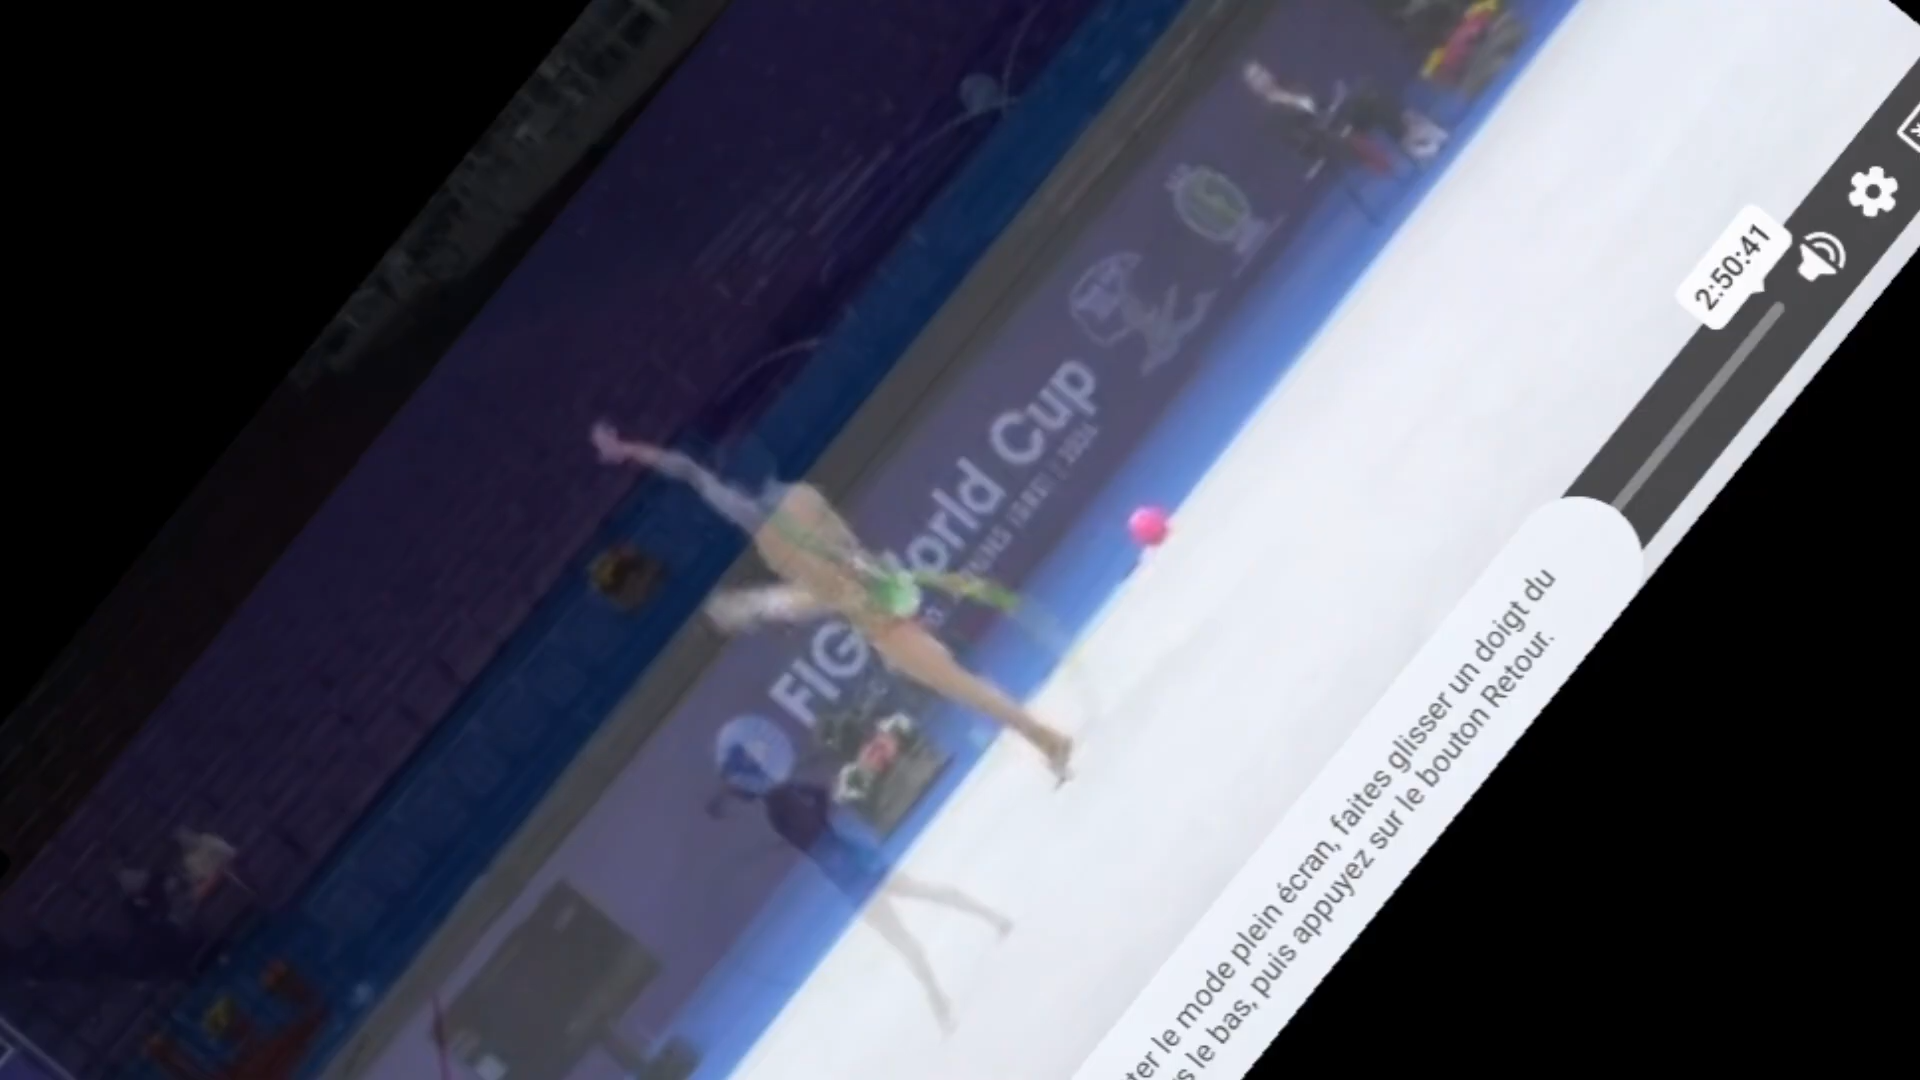 FIG World Cup
2:50:41
ter le mode plein écran, faites glisser un doigt du
s le bas, puis appuyez sur le bouton Retour.